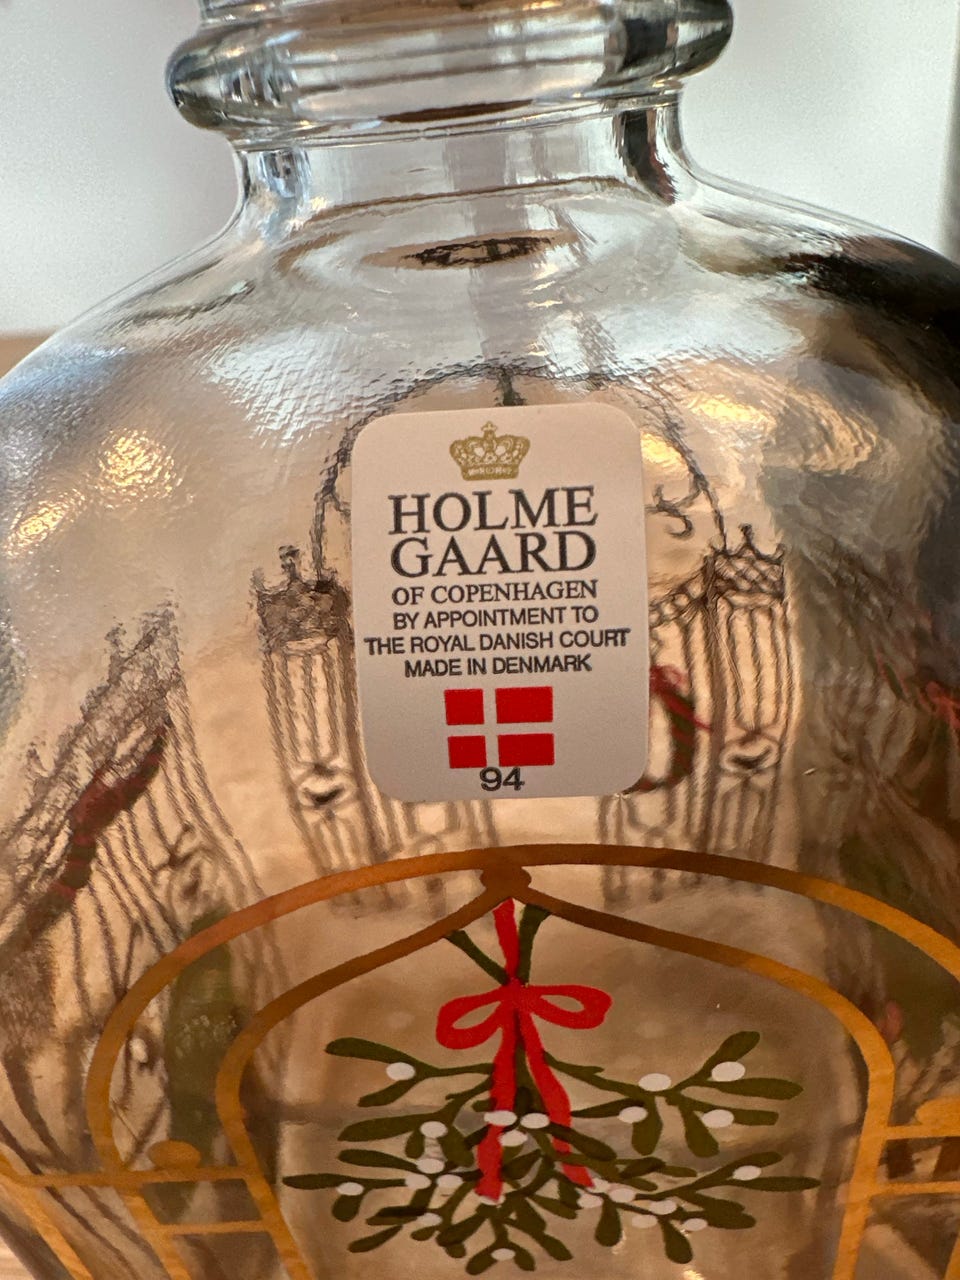 HOLME
GAARD
OF COPENHAGEN
BY APPOINTMENT TO
THE ROYAL DANISH COURT
MADE IN DENMARK
94